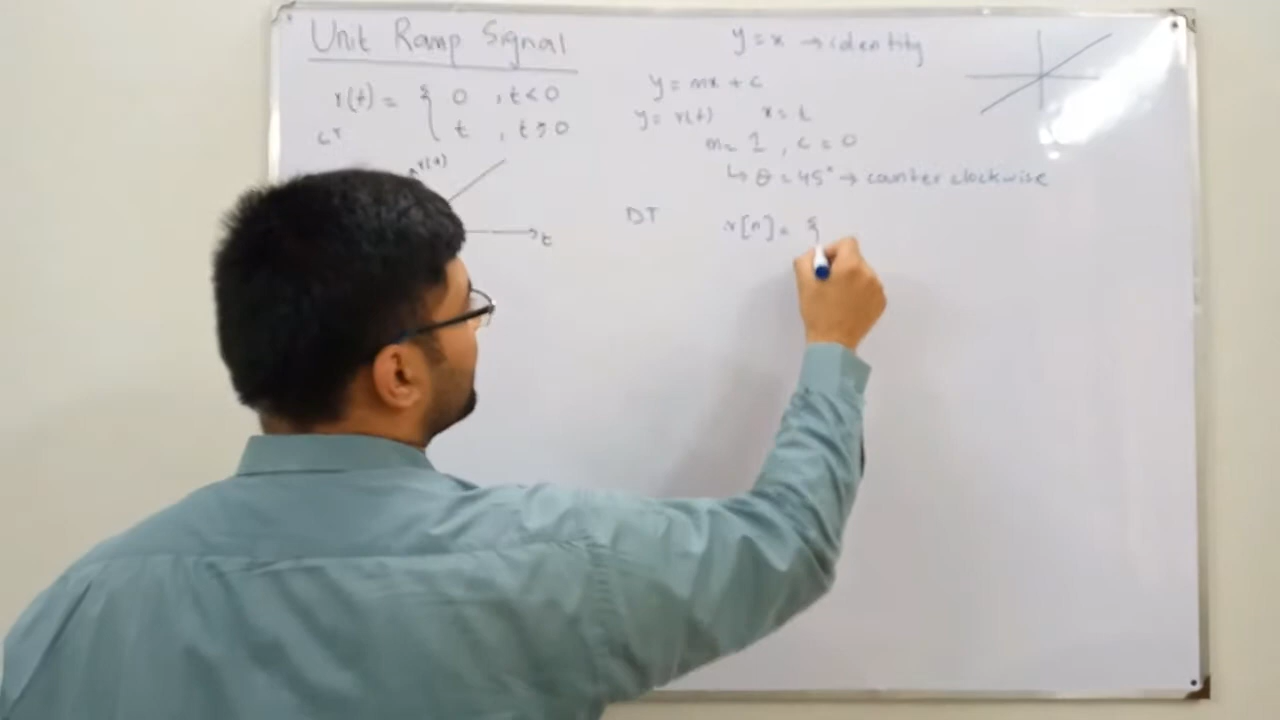 Unit Ramp Signal
r(t) = { 0 , t < 0
t , t ≥ 0
CT
r(t)
t
y = x → identity
y = mx + c
y = r(t) x = t
m = 1 , c = 0
↳ θ = 45° → counter clockwise
DT r[n] = {